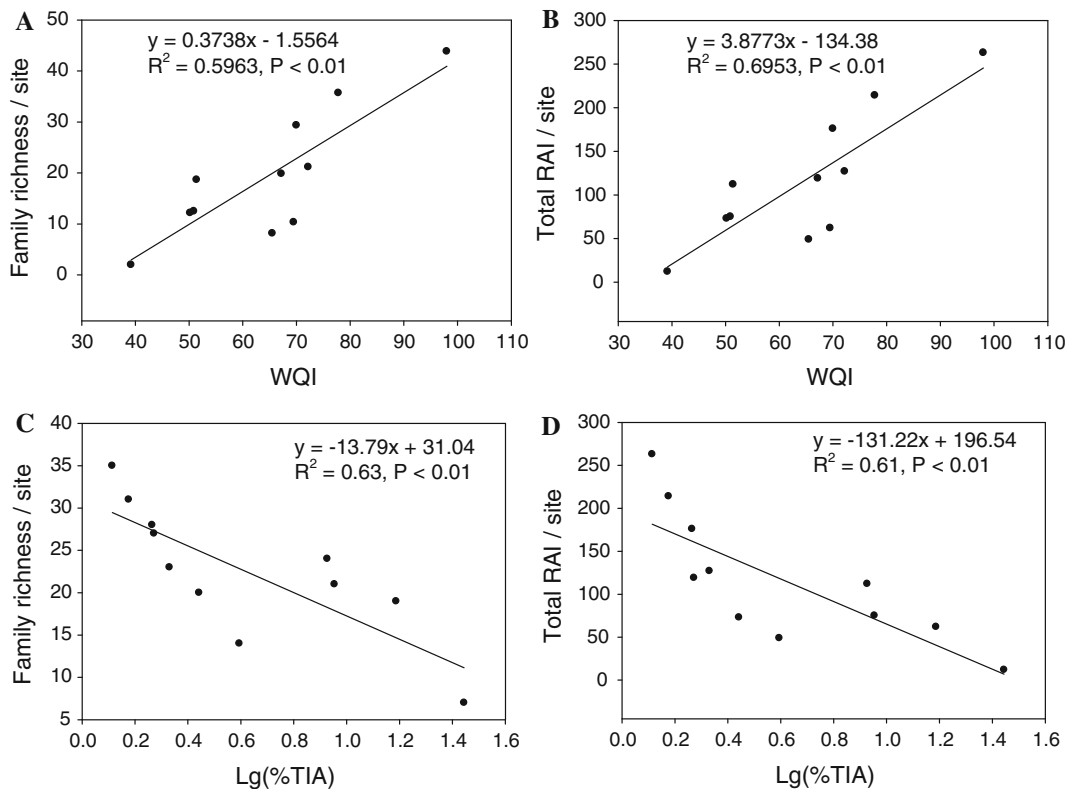 A
y = 0.3738x - 1.5564
R² = 0.5963, P < 0.01
Family richness / site
50
40
30
20
10
0
30 40 50 60 70 80 90 100 110
WQI
B
y = 3.8773x - 134.38
R² = 0.6953, P < 0.01
Total RAI / site
300
250
200
150
100
50
0
30 40 50 60 70 80 90 100 110
WQI
C
y = -13.79x + 31.04
R² = 0.63, P < 0.01
Family richness / site
40
35
30
25
20
15
10
5
0.0 0.2 0.4 0.6 0.8 1.0 1.2 1.4 1.6
Lg(%TIA)
D
y = -131.22x + 196.54
R² = 0.61, P < 0.01
Total RAI / site
300
250
200
150
100
50
0
0.0 0.2 0.4 0.6 0.8 1.0 1.2 1.4 1.6
Lg(%TIA)